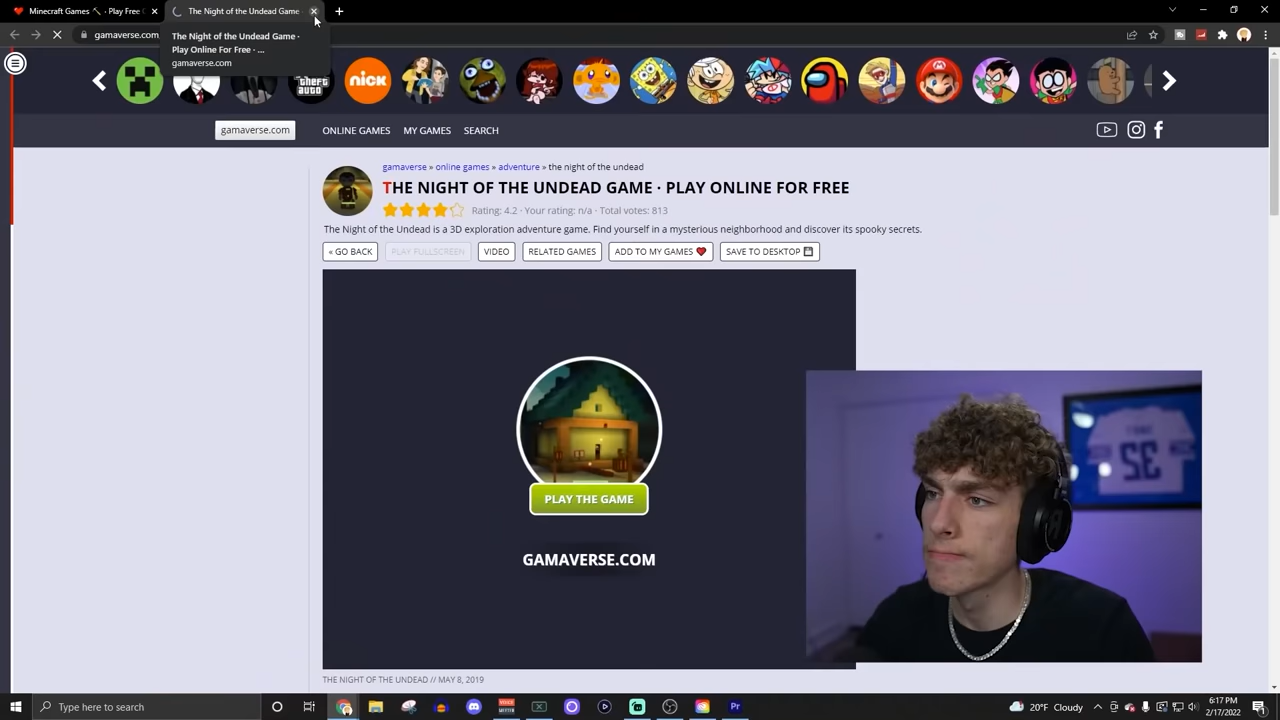 Minecraft Games 🔨 · Play Free O
The Night of the Undead Game ·
gamaverse.com
The Night of the Undead Game ·
Play Online For Free · ...
gamaverse.com
grand
theft
auto
nick
gamaverse.com
ONLINE GAMES
MY GAMES
SEARCH
gamaverse » online games » adventure » the night of the undead
THE NIGHT OF THE UNDEAD GAME · PLAY ONLINE FOR FREE
Rating: 4.2 · Your rating: n/a · Total votes: 813
The Night of the Undead is a 3D exploration adventure game. Find yourself in a mysterious neighborhood and discover its spooky secrets.
« GO BACK
PLAY FULLSCREEN
VIDEO
RELATED GAMES
ADD TO MY GAMES ❤
SAVE TO DESKTOP 💾
PLAY THE GAME
GAMAVERSE.COM
THE NIGHT OF THE UNDEAD // MAY 8, 2019
Type here to search
VOICE
MEETER
Pr
20°F Cloudy
6:17 PM
2/17/2022